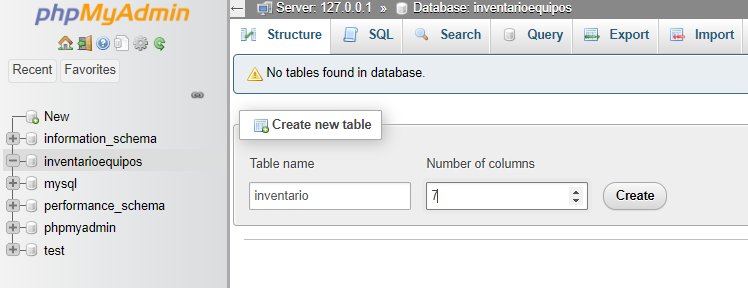 phpMyAdmin
Recent Favorites
New
information_schema
inventarioequipos
mysql
performance_schema
phpmyadmin
test
Server: 127.0.0.1 » Database: inventarioequipos
Structure SQL Search Query Export Import
No tables found in database.
Create new table
Table name Number of columns
inventario 7 Create